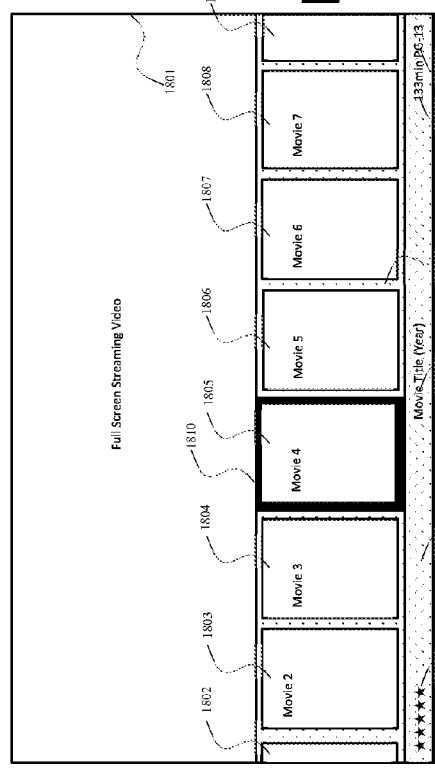 Full Screen Streaming Video
1801
1810
1802 1803 1804 1805 1806 1807 1808
Movie 2 Movie 3 Movie 4 Movie 5 Movie 6 Movie 7
★★★★★ Movie Title (Year) 133min PG-13